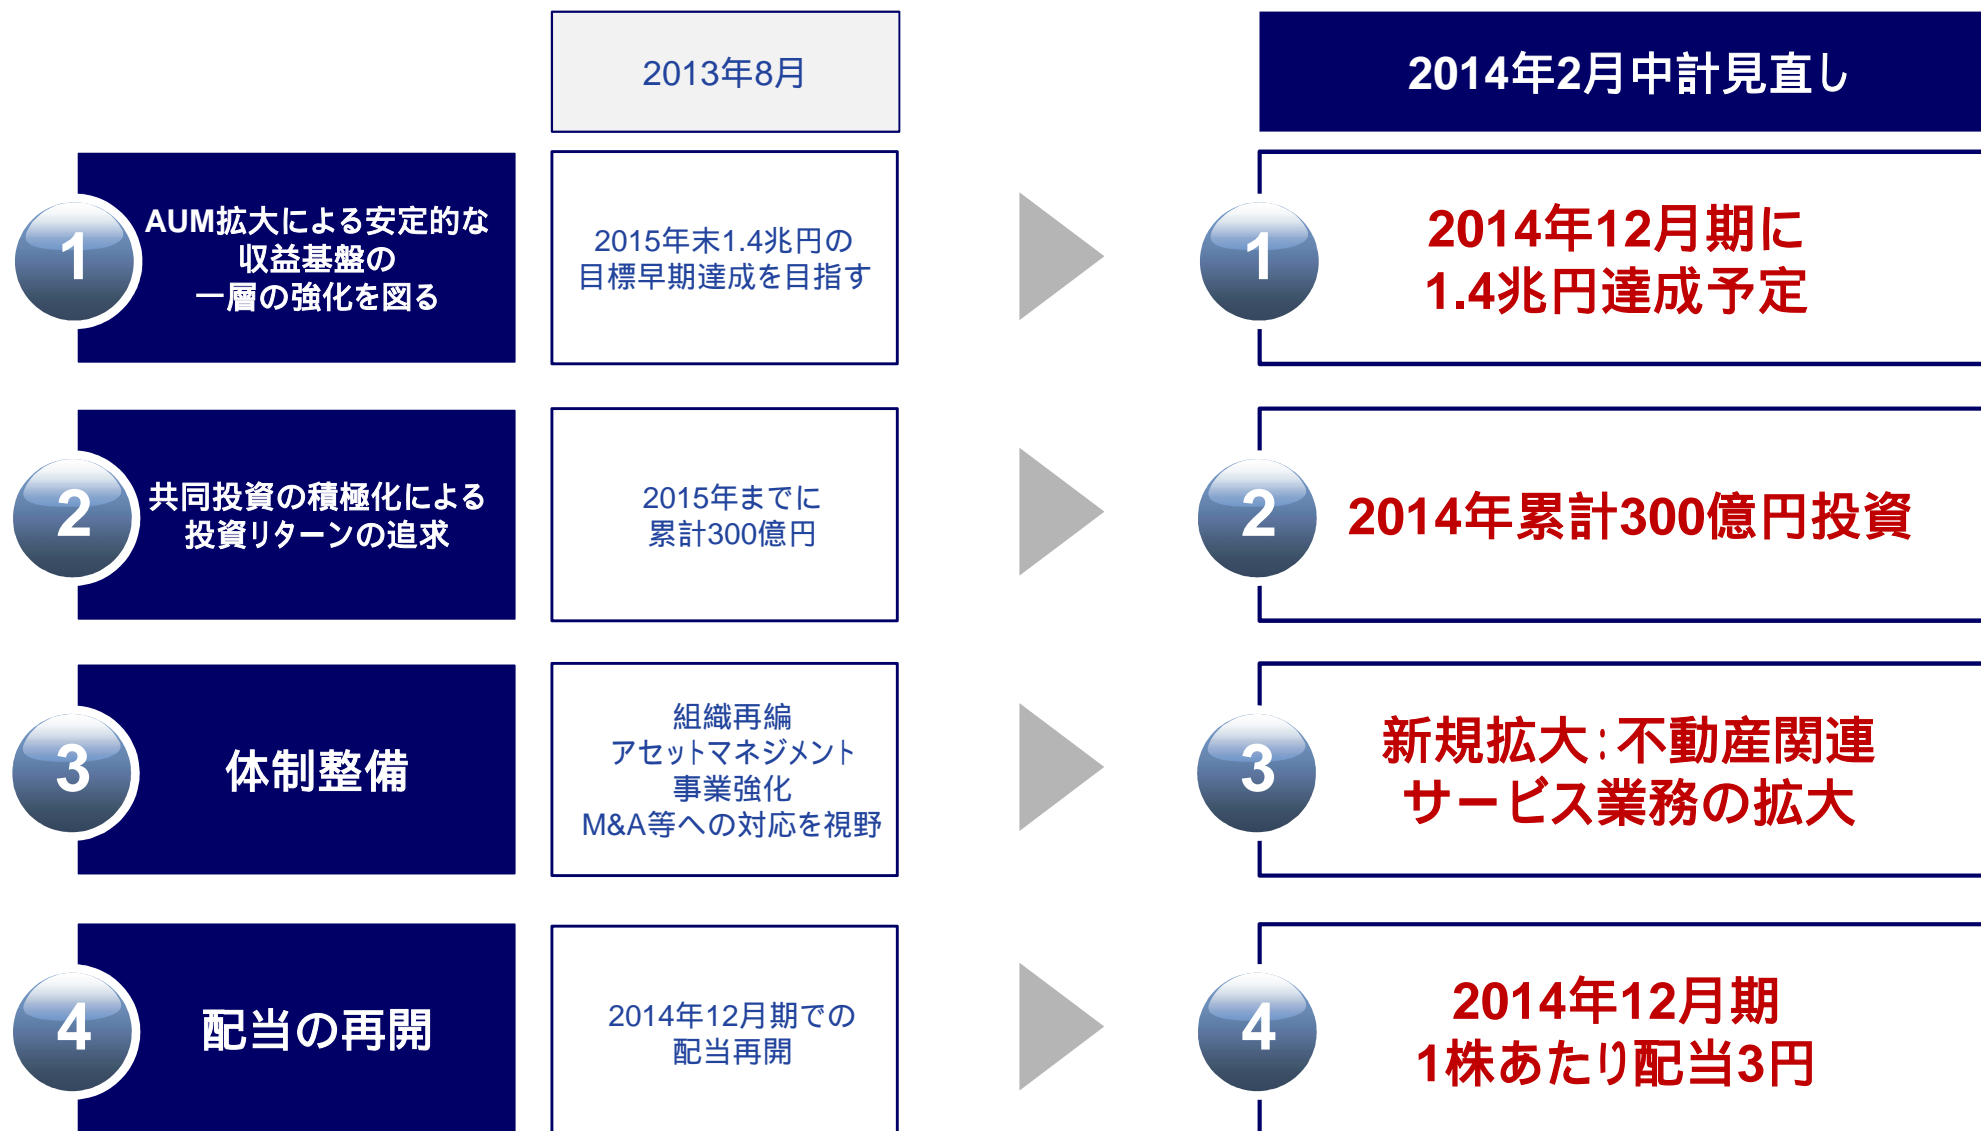 2013年8月
2014年2月中計見直し
1
AUM拡大による安定的な
収益基盤の
一層の強化を図る
2015年末1.4兆円の
目標早期達成を目指す
1
2014年12月期に
1.4兆円達成予定
2
共同投資の積極化による
投資リターンの追求
2015年までに
累計300億円
2
2014年累計300億円投資
3
体制整備
組織再編
アセットマネジメント
事業強化
M&A等への対応を視野
3
新規拡大：不動産関連
サービス業務の拡大
4
配当の再開
2014年12月期での
配当再開
4
2014年12月期
1株あたり配当3円